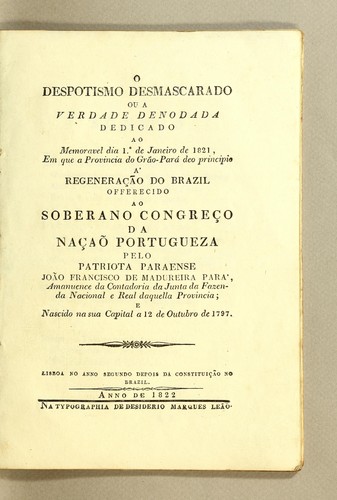 O
DESPOTISMO DESMASCARADO
OU A
VERDADE DENODADA
DEDICADO
AO
Memoravel dia 1.º de Janeiro de 1821,
Em que a Provincia do Grão-Pará deo principio
A'
REGENERAÇÃO DO BRAZIL
OFFERECIDO
AO
SOBERANO CONGREÇO
DA
NAÇAÕ PORTUGUEZA
PELO
PATRIOTA PARAENSE
JOÃO FRANCISCO DE MADUREIRA PARA',
Amanuence da Contadoria da Junta da Fazen-
da Nacional e Real daquella Provincia;
E
Nascido na sua Capital a 12 de Outubro de 1797.
LISBOA NO ANNO SEGUNDO DEPOIS DA CONSTITUIÇÃO NO
BRAZIL.
ANNO DE 1822
NA TYPOGRAPHIA DE DESIDERIO MARQUES LEÃO.